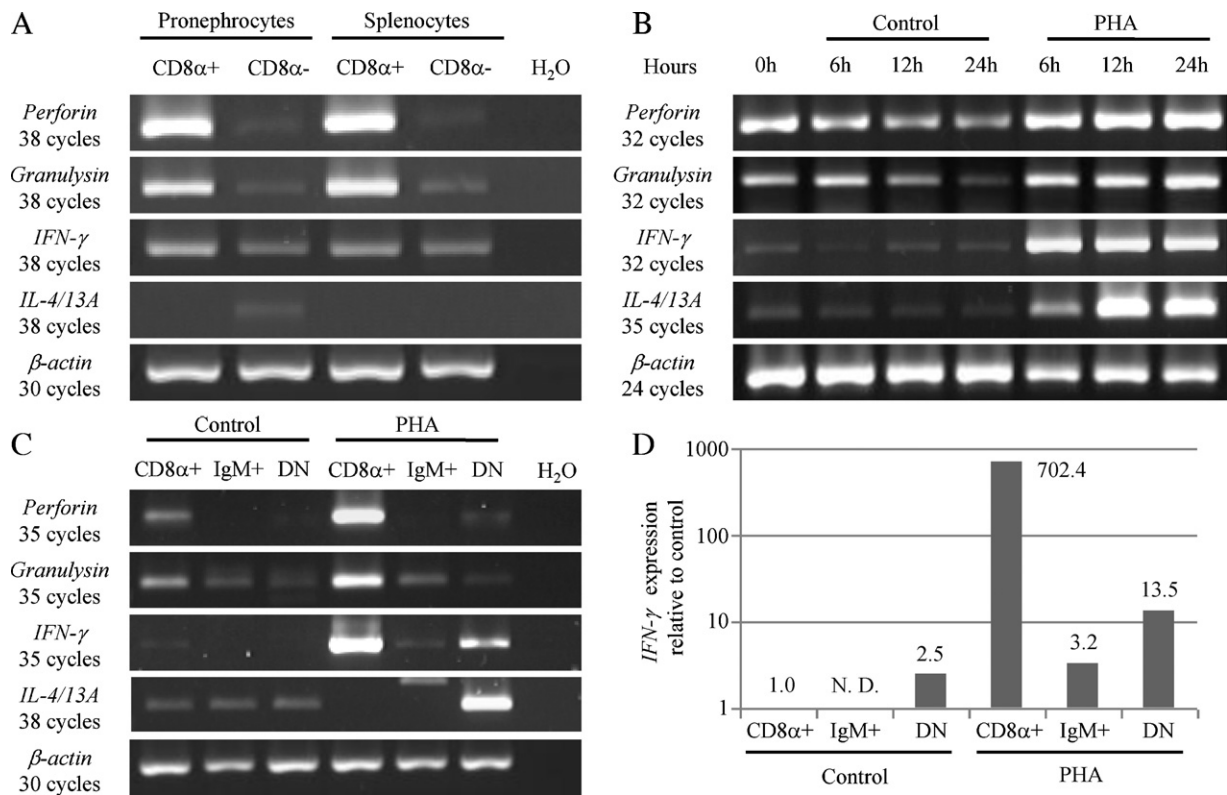 A
Pronephrocytes Splenocytes
CD8α+ CD8α- CD8α+ CD8α- H₂O
Perforin
38 cycles
Granulysin
38 cycles
IFN-γ
38 cycles
IL-4/13A
38 cycles
β-actin
30 cycles
B
Control PHA
Hours 0h 6h 12h 24h 6h 12h 24h
Perforin
32 cycles
Granulysin
32 cycles
IFN-γ
32 cycles
IL-4/13A
35 cycles
β-actin
24 cycles
C
Control PHA
CD8α+ IgM+ DN CD8α+ IgM+ DN H₂O
Perforin
35 cycles
Granulysin
35 cycles
IFN-γ
35 cycles
IL-4/13A
38 cycles
β-actin
30 cycles
D
IFN-γ expression
relative to control
1000
100
10
1
1.0
N. D.
2.5
702.4
3.2
13.5
CD8α+ IgM+ DN CD8α+ IgM+ DN
Control PHA